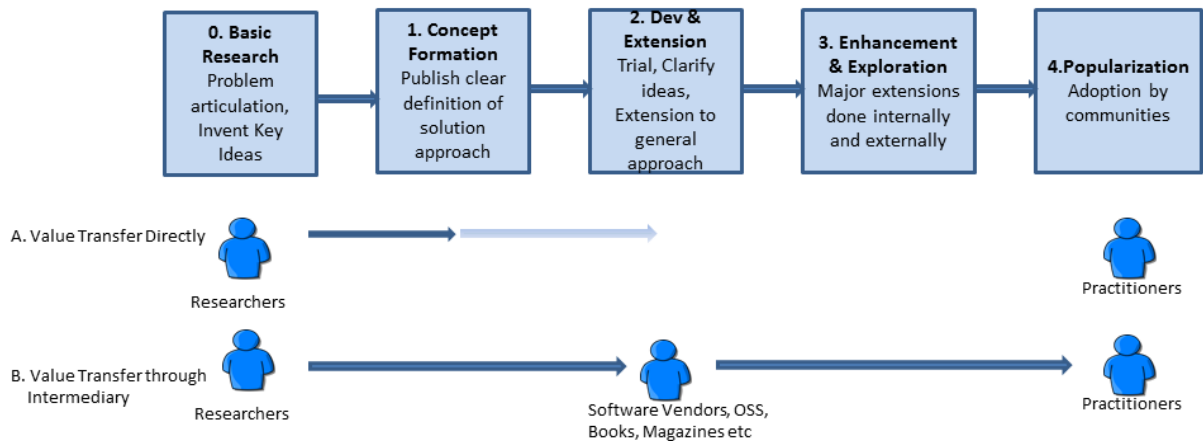 0. Basic
Research
Problem
articulation,
Invent Key
Ideas
1. Concept
Formation
Publish clear
definition of
solution
approach
2. Dev &
Extension
Trial, Clarify
ideas,
Extension to
general
approach
3. Enhancement
& Exploration
Major extensions
done internally
and externally
4.Popularization
Adoption by
communities
A. Value Transfer Directly
Researchers
Practitioners
B. Value Transfer through
Intermediary
Researchers
Software Vendors, OSS,
Books, Magazines etc
Practitioners